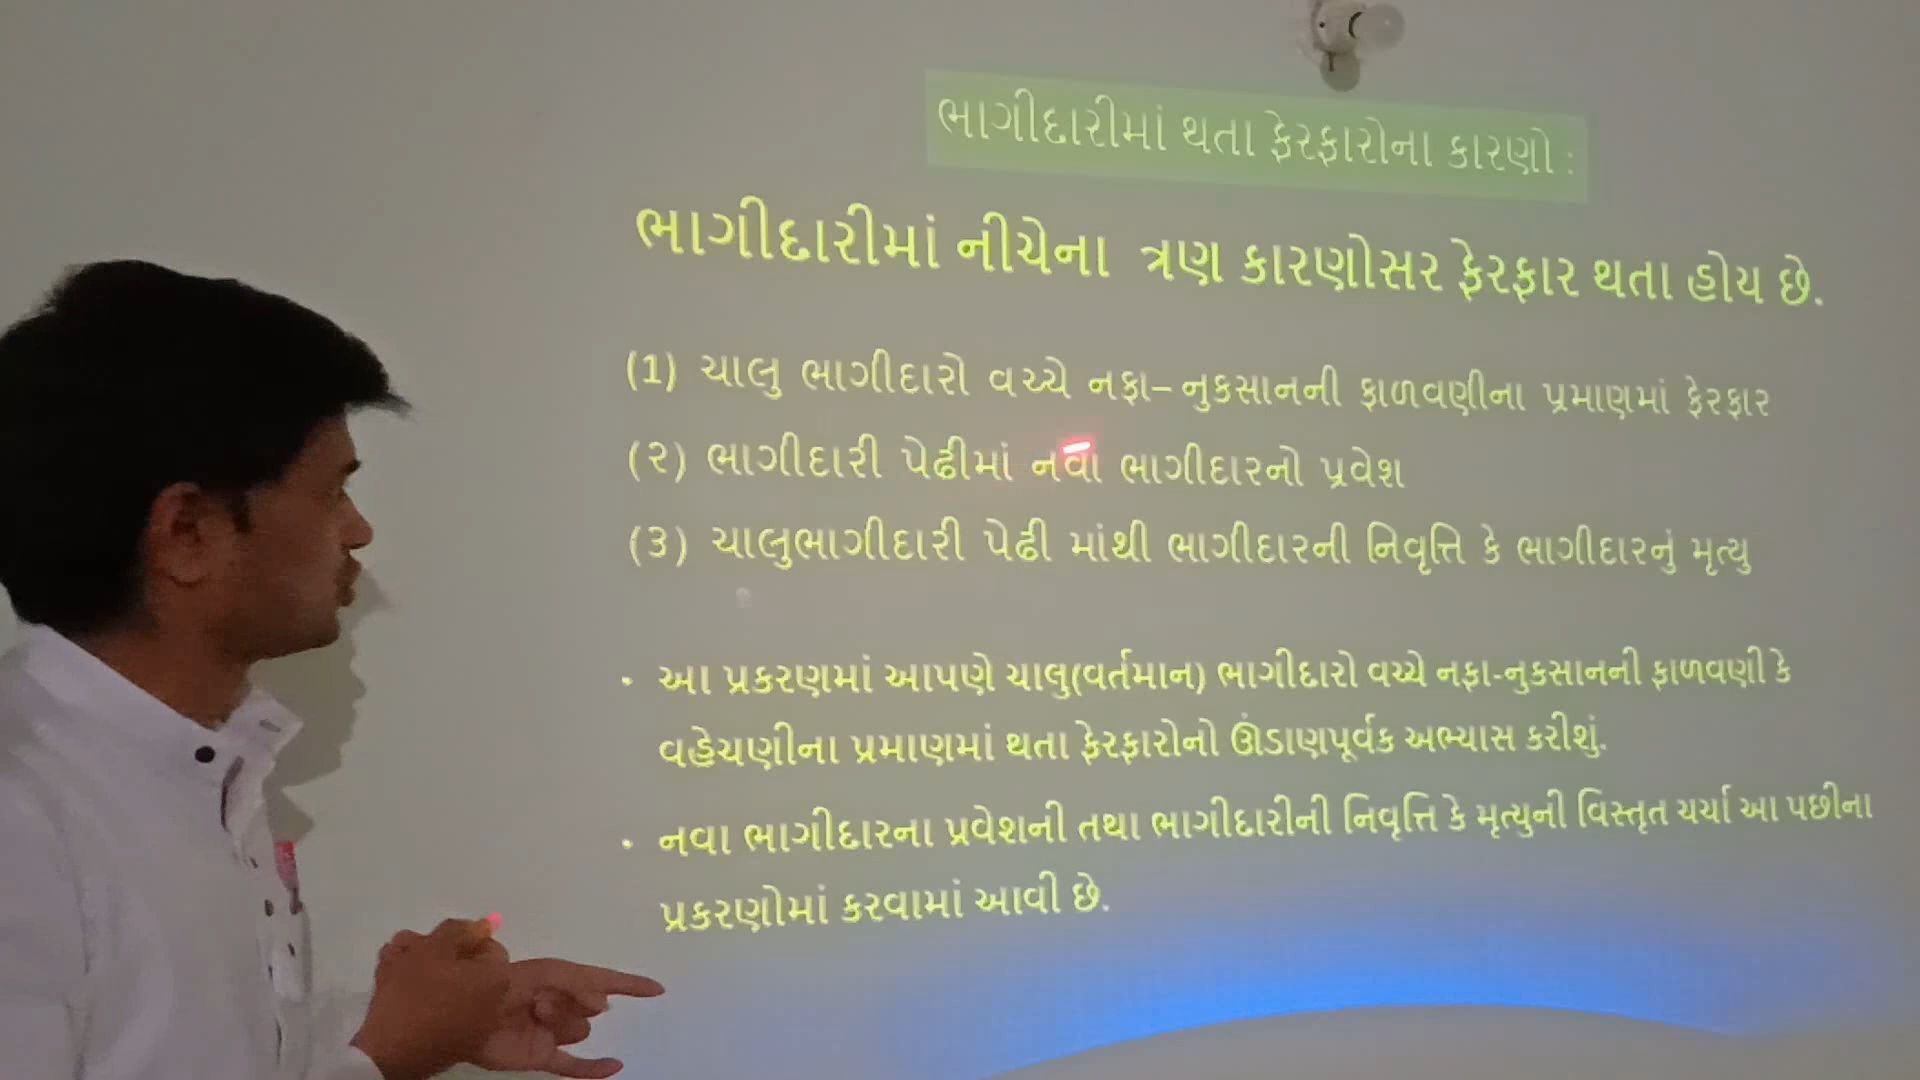 ભાગીદારીમાં થતા ફેરફારોના કારણો :
ભાગીદારીમાં નીચેના ત્રણ કારણોસર ફેરફાર થતા હોય છે.
(1) ચાલુ ભાગીદારો વચ્ચે નફા– નુકસાનની ફાળવણીના પ્રમાણમાં ફેરફાર
(૨) ભાગીદારી પેઢીમાં નવા ભાગીદારનો પ્રવેશ
(૩) ચાલુભાગીદારી પેઢી માંથી ભાગીદારની નિવૃત્તિ કે ભાગીદારનું મૃત્યુ
• આ પ્રકરણમાં આપણે ચાલુ(વર્તમાન) ભાગીદારો વચ્ચે નફા-નુકસાનની ફાળવણી કે
વહેચણીના પ્રમાણમાં થતા ફેરફારોનો ઊંડાણપૂર્વક અભ્યાસ કરીશું.
• નવા ભાગીદારના પ્રવેશની તથા ભાગીદારીની નિવૃત્તિ કે મૃત્યુની વિસ્તૃત ચર્ચા આ પછીના
પ્રકરણોમાં કરવામાં આવી છે.